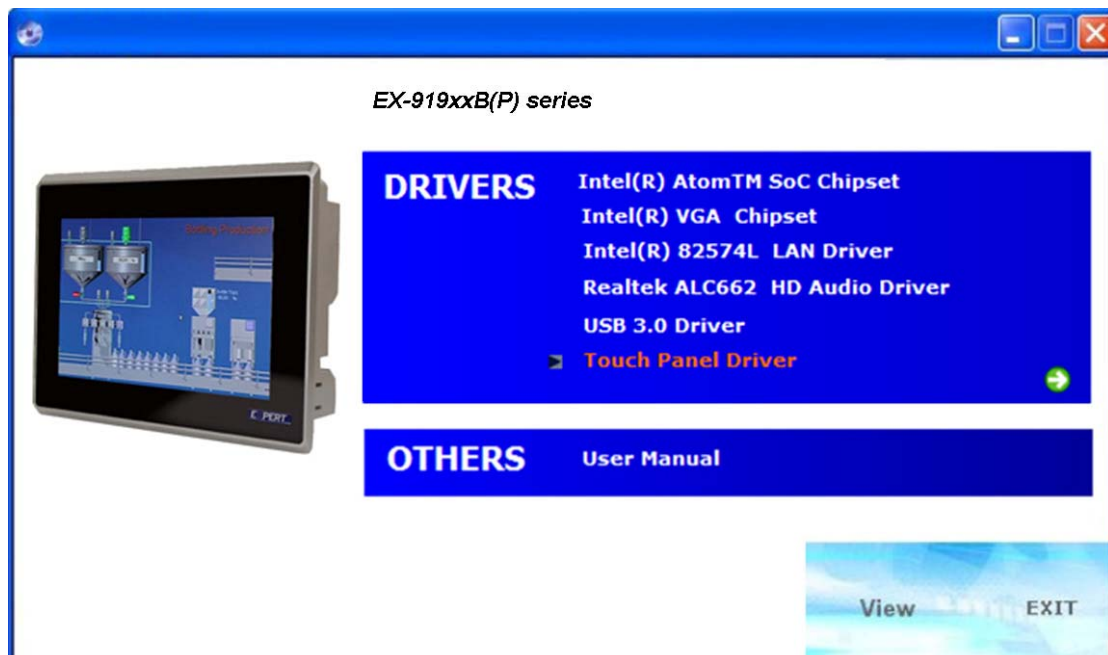 EX-919xxB(P) series
DRIVERS
Intel(R) AtomTM SoC Chipset
Intel(R) VGA Chipset
Intel(R) 82574L LAN Driver
Realtek ALC662 HD Audio Driver
USB 3.0 Driver
Touch Panel Driver
OTHERS
User Manual
View
EXIT